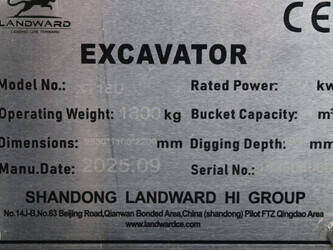 LANDWARD
CE
EXCAVATOR
Model No.: Rated Power: kw
Operating Weight: 1800 kg Bucket Capacity: m³
Dimensions: mm Digging Depth: mm
Manu.Date: 2025.09 Serial No.:
SHANDONG LANDWARD HI GROUP
No.14J-B,No.63 Beijing Road,Qianwan Bonded Area,China (shandong) Pilot FTZ Qingdao Area
www.landwardce.com